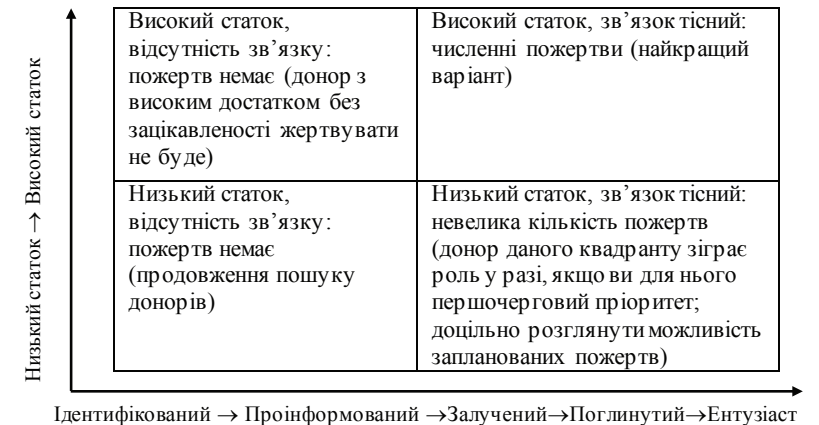 Високий статок,
відсутність зв’язку:
пожертв немає (донор з
високим достатком без
зацікавленості жертвувати
не буде)
Високий статок, зв’язок тісний:
численні пожертви (найкращий
варіант)
Низький статок,
відсутність зв’язку:
пожертв немає
(продовження пошуку
донорів)
Низький статок, зв’язок тісний:
невелика кількість пожертв
(донор даного квадранту зіграє
роль у разі, якщо ви для нього
першочерговий пріоритет;
доцільно розглянути можливість
запланованих пожертв)
Низький статок → Високий статок
Ідентифікований → Проінформований →Залучений→Поглинутий→Ентузіаст